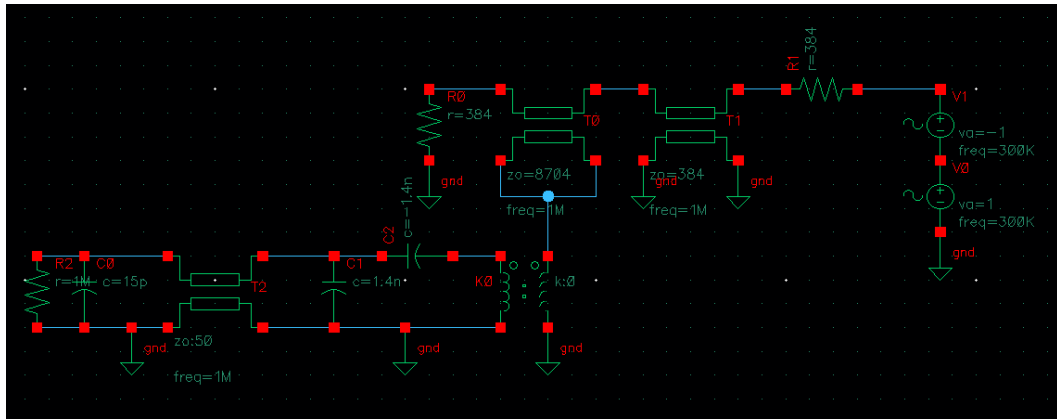 R1
r=384
R0
r=384
T0
T1
V1
va=-1
freq=300K
V0
va=1
freq=300K
gnd
gnd
gnd
gnd
zo=8704
zo=384
freq=1M
freq=1M
C2
c=-1.4n
R2
r=1M
C0
c=15p
T2
C1
c=1.4n
K0
k:0
gnd
gnd
gnd
zo:50
freq=1M